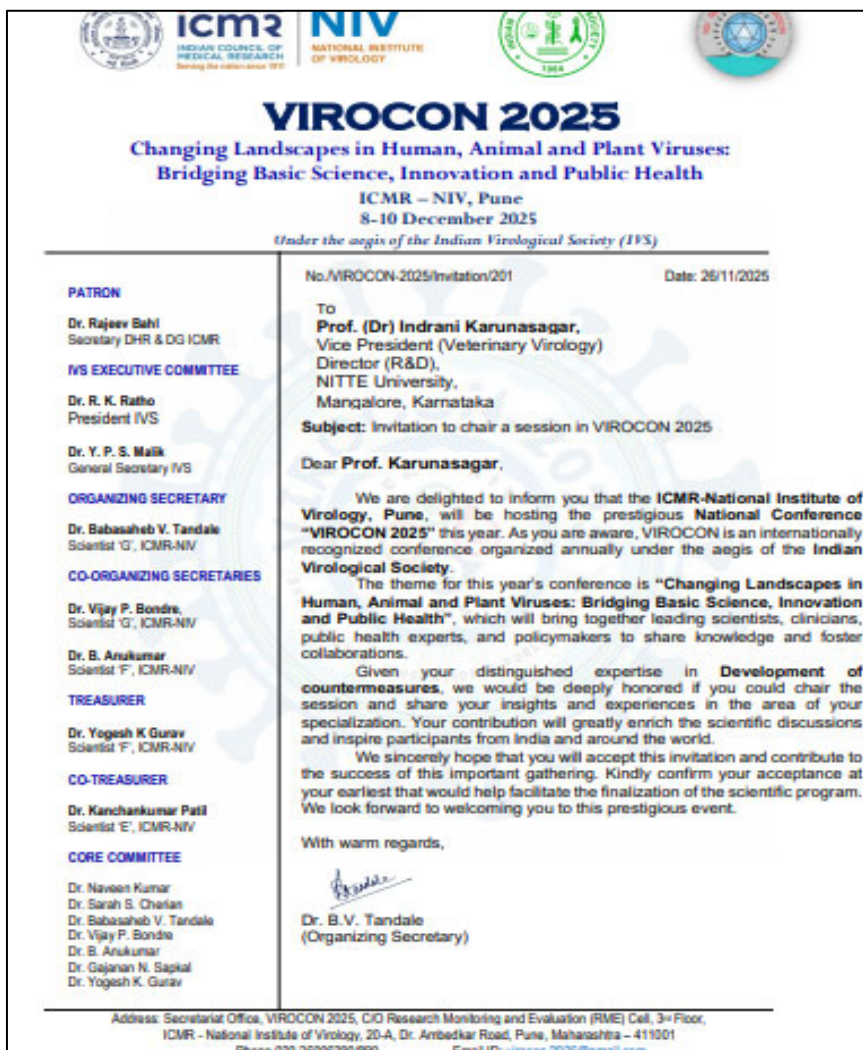 icmr
INDIAN COUNCIL OF
MEDICAL RESEARCH
Serving the nation since 1911
NIV
NATIONAL INSTITUTE
OF VIROLOGY
SOCIETY
1968
VIROCON 2025
Changing Landscapes in Human, Animal and Plant Viruses:
Bridging Basic Science, Innovation and Public Health
ICMR – NIV, Pune
8-10 December 2025
Under the aegis of the Indian Virological Society (IVS)
PATRON
Dr. Rajeev Bahl
Secretary DHR & DG ICMR
IVS EXECUTIVE COMMITTEE
Dr. R. K. Ratho
President IVS
Dr. Y. P. S. Malik
General Secretary IVS
ORGANIZING SECRETARY
Dr. Babasaheb V. Tandale
Scientist 'G', ICMR-NIV
CO-ORGANIZING SECRETARIES
Dr. Vijay P. Bondre,
Scientist 'G', ICMR-NIV
Dr. B. Anukumar
Scientist 'F', ICMR-NIV
TREASURER
Dr. Yogesh K Gurav
Scientist 'F', ICMR-NIV
CO-TREASURER
Dr. Kanchankumar Patil
Scientist 'E', ICMR-NIV
CORE COMMITTEE
Dr. Naveen Kumar
Dr. Sarah S. Cherian
Dr. Babasaheb V. Tandale
Dr. Vijay P. Bondre
Dr. B. Anukumar
Dr. Gajanan N. Sapkal
Dr. Yogesh K. Gurav
No./VIROCON-2025/Invitation/201 Date: 26/11/2025
To
Prof. (Dr) Indrani Karunasagar,
Vice President (Veterinary Virology)
Director (R&D),
NITTE University,
Mangalore, Karnataka
Subject: Invitation to chair a session in VIROCON 2025
Dear Prof. Karunasagar,
We are delighted to inform you that the ICMR-National Institute of
Virology, Pune, will be hosting the prestigious National Conference
"VIROCON 2025" this year. As you are aware, VIROCON is an internationally
recognized conference organized annually under the aegis of the Indian
Virological Society.
The theme for this year's conference is "Changing Landscapes in
Human, Animal and Plant Viruses: Bridging Basic Science, Innovation
and Public Health", which will bring together leading scientists, clinicians,
public health experts, and policymakers to share knowledge and foster
collaborations.
Given your distinguished expertise in Development of
countermeasures, we would be deeply honored if you could chair the
session and share your insights and experiences in the area of your
specialization. Your contribution will greatly enrich the scientific discussions
and inspire participants from India and around the world.
We sincerely hope that you will accept this invitation and contribute to
the success of this important gathering. Kindly confirm your acceptance at
your earliest that would help facilitate the finalization of the scientific program.
We look forward to welcoming you to this prestigious event.
With warm regards,
Dr. B.V. Tandale
(Organizing Secretary)
Address: Secretariat Office, VIROCON 2025, C/O Research Monitoring and Evaluation (RME) Cell, 3rd Floor,
ICMR - National Institute of Virology, 20-A, Dr. Ambedkar Road, Pune, Maharashtra – 411001